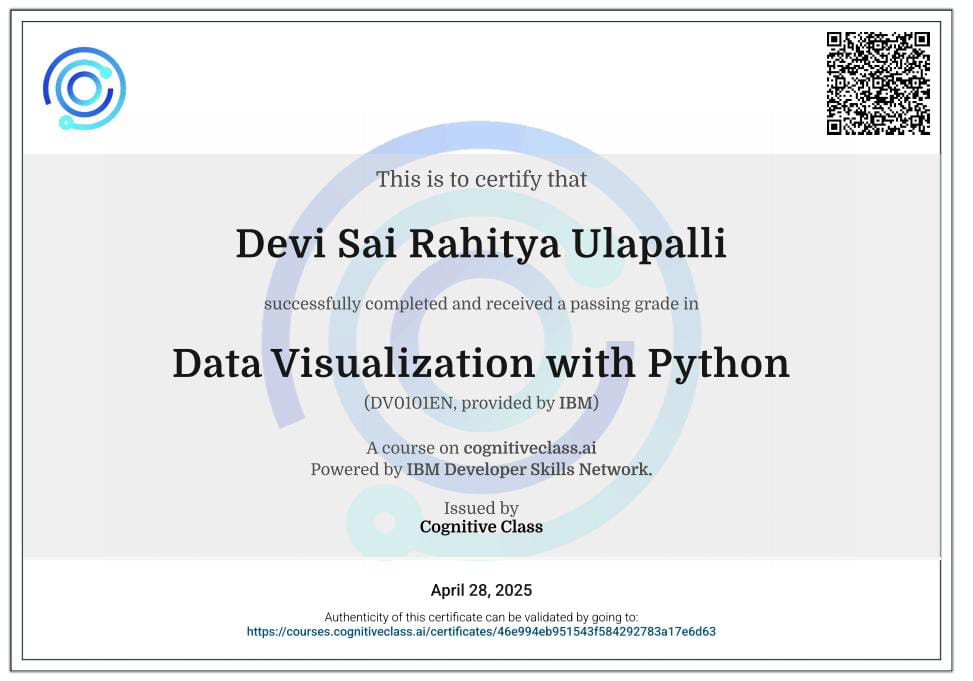 This is to certify that
Devi Sai Rahitya Ulapalli
successfully completed and received a passing grade in
Data Visualization with Python
(DV0101EN, provided by IBM)
A course on cognitiveclass.ai
Powered by IBM Developer Skills Network.
Issued by
Cognitive Class
April 28, 2025
Authenticity of this certificate can be validated by going to:
https://courses.cognitiveclass.ai/certificates/46e994eb951543f584292783a17e6d63